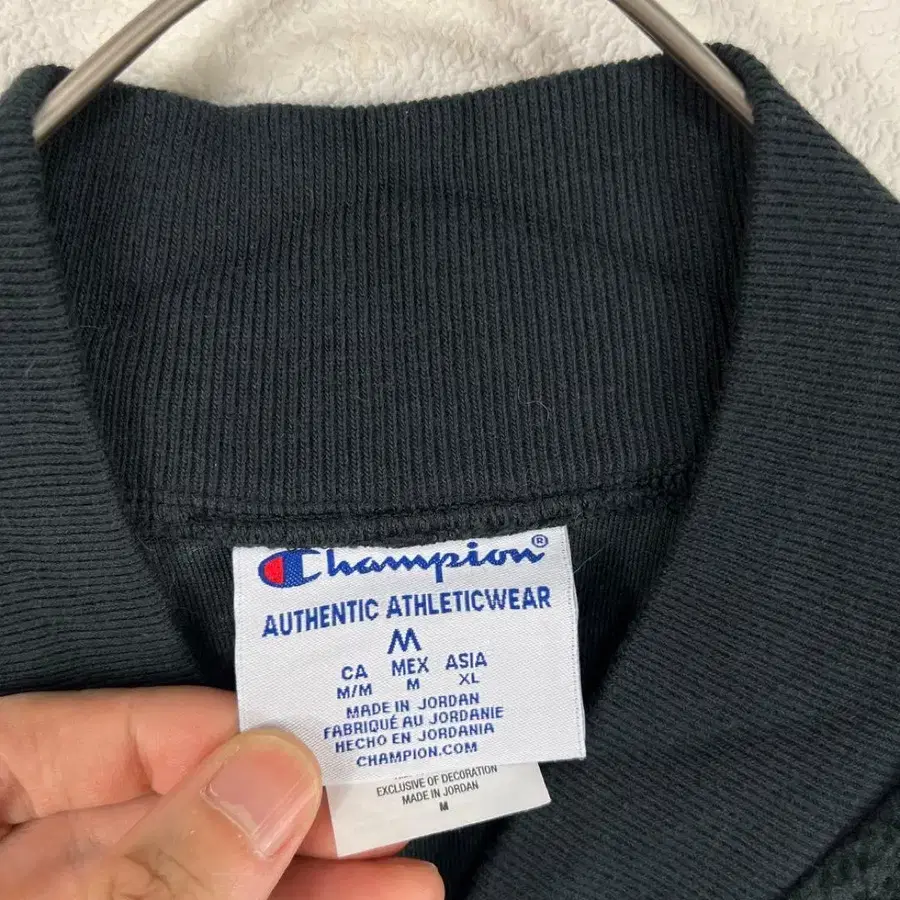 Champion®
AUTHENTIC ATHLETICWEAR
M
CA MEX ASIA
M/M M XL
MADE IN JORDAN
FABRIQUÉ AU JORDANIE
HECHO EN JORDANIA
CHAMPION.COM
EXCLUSIVE OF DECORATION
MADE IN JORDAN
M